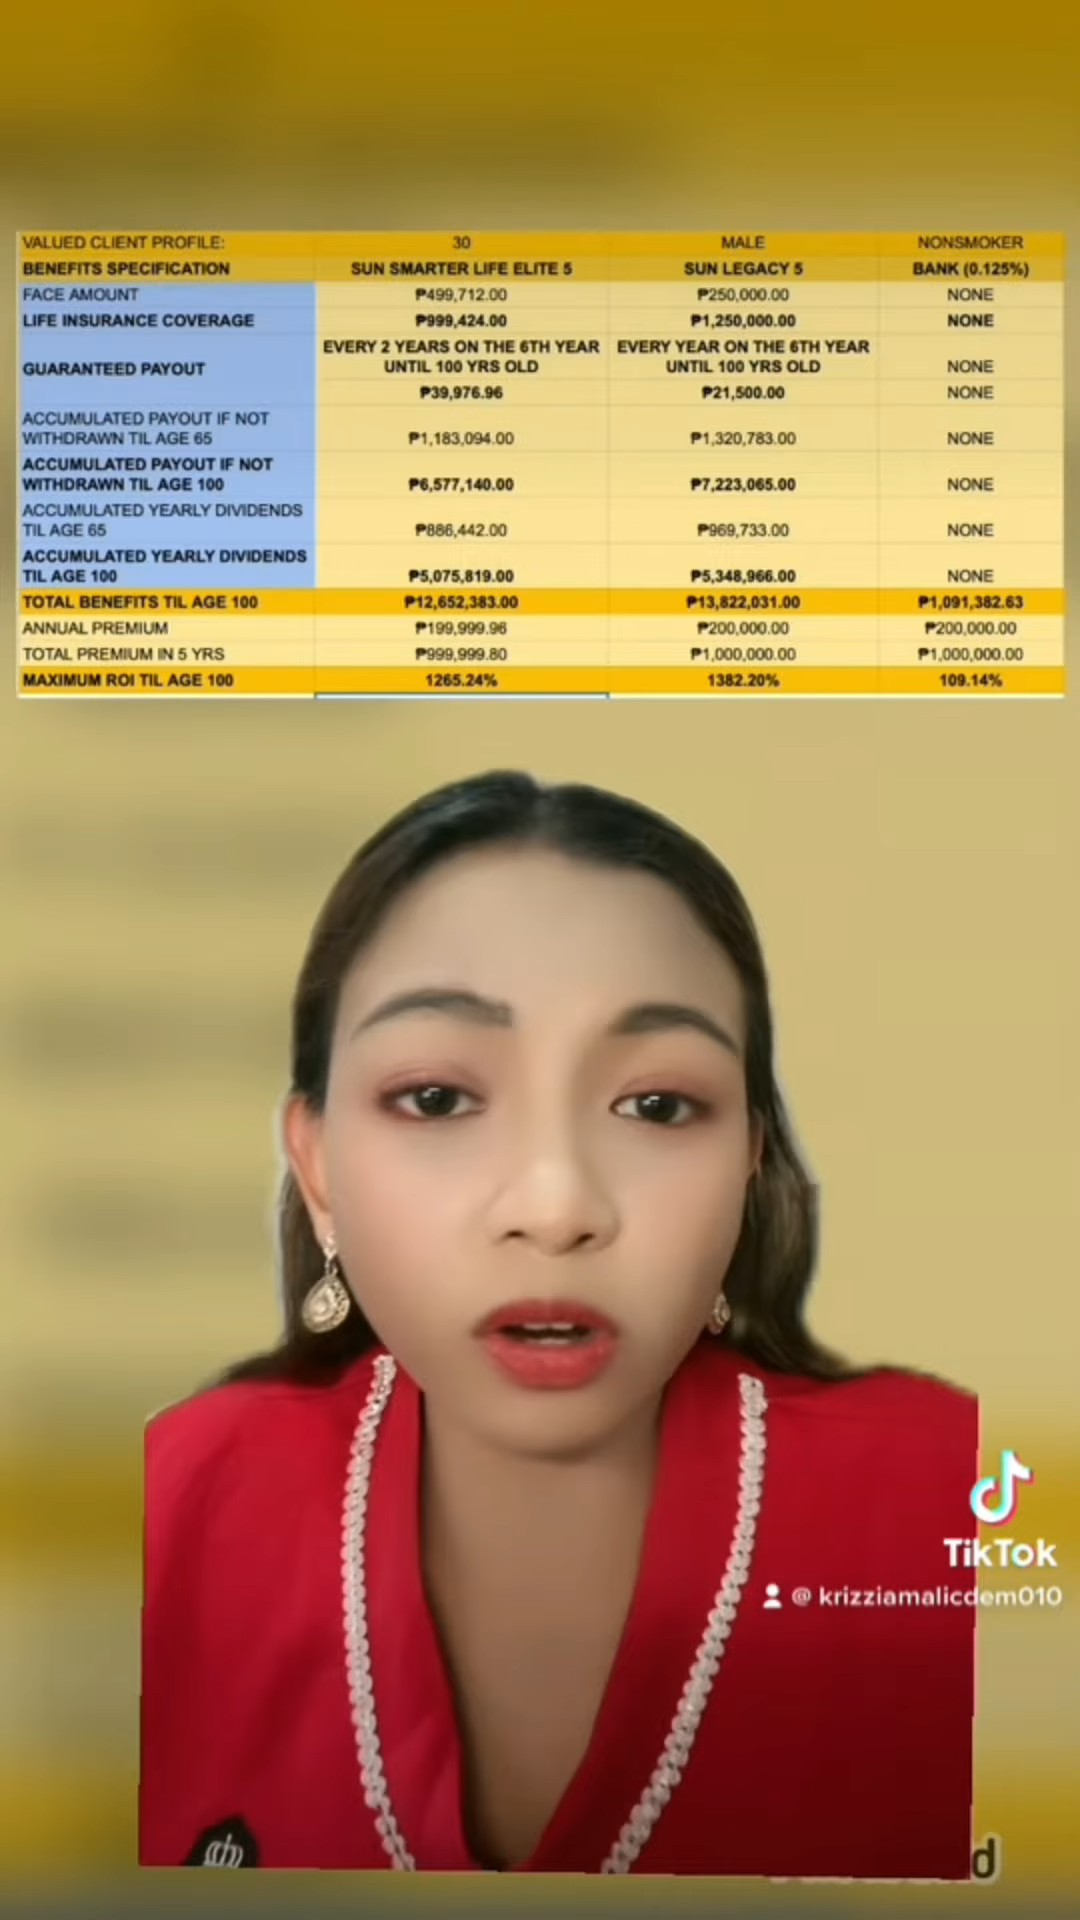 VALUED CLIENT PROFILE: 30 MALE NONSMOKER
BENEFITS SPECIFICATION SUN SMARTER LIFE ELITE 5 SUN LEGACY 5 BANK (0.125%)
FACE AMOUNT ₱499,712.00 ₱250,000.00 NONE
LIFE INSURANCE COVERAGE ₱999,424.00 ₱1,250,000.00 NONE
GUARANTEED PAYOUT
EVERY 2 YEARS ON THE 6TH YEAR
UNTIL 100 YRS OLD
EVERY YEAR ON THE 6TH YEAR
UNTIL 100 YRS OLD
NONE
₱39,976.96 ₱21,500.00 NONE
ACCUMULATED PAYOUT IF NOT
WITHDRAWN TIL AGE 65 ₱1,183,094.00 ₱1,320,783.00 NONE
ACCUMULATED PAYOUT IF NOT
WITHDRAWN TIL AGE 100 ₱6,577,140.00 ₱7,223,065.00 NONE
ACCUMULATED YEARLY DIVIDENDS
TIL AGE 65 ₱886,442.00 ₱969,733.00 NONE
ACCUMULATED YEARLY DIVIDENDS
TIL AGE 100 ₱5,075,819.00 ₱5,348,966.00 NONE
TOTAL BENEFITS TIL AGE 100 ₱12,652,383.00 ₱13,822,031.00 ₱1,091,382.63
ANNUAL PREMIUM ₱199,999.96 ₱200,000.00 ₱200,000.00
TOTAL PREMIUM IN 5 YRS ₱999,999.80 ₱1,000,000.00 ₱1,000,000.00
MAXIMUM ROI TIL AGE 100 1265.24% 1382.20% 109.14%
TikTok
@krizziamalicdem010